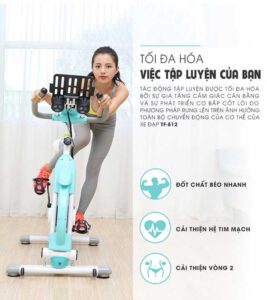 TỐI ĐA HÓA
VIỆC TẬP LUYỆN CỦA BẠN
TÁC ĐỘNG TẬP LUYỆN ĐƯỢC TỐI ĐA HÓA
BỞI SỰ GIA TĂNG CẢM GIÁC CÂN BẰNG
VÀ SỰ PHÁT TRIỂN CƠ BẮP CỐT LÕI DO
PHƯƠNG PHÁP RUNG LÊN TRÊN ẢNH HƯỞNG
TOÀN BỘ CHUYỂN ĐỘNG CỦA CƠ THỂ CỦA
XE ĐẠP TF-612
ĐỐT CHẤT BÉO NHANH
CẢI THIỆN HỆ TIM MẠCH
CẢI THIỆN VÒNG 2